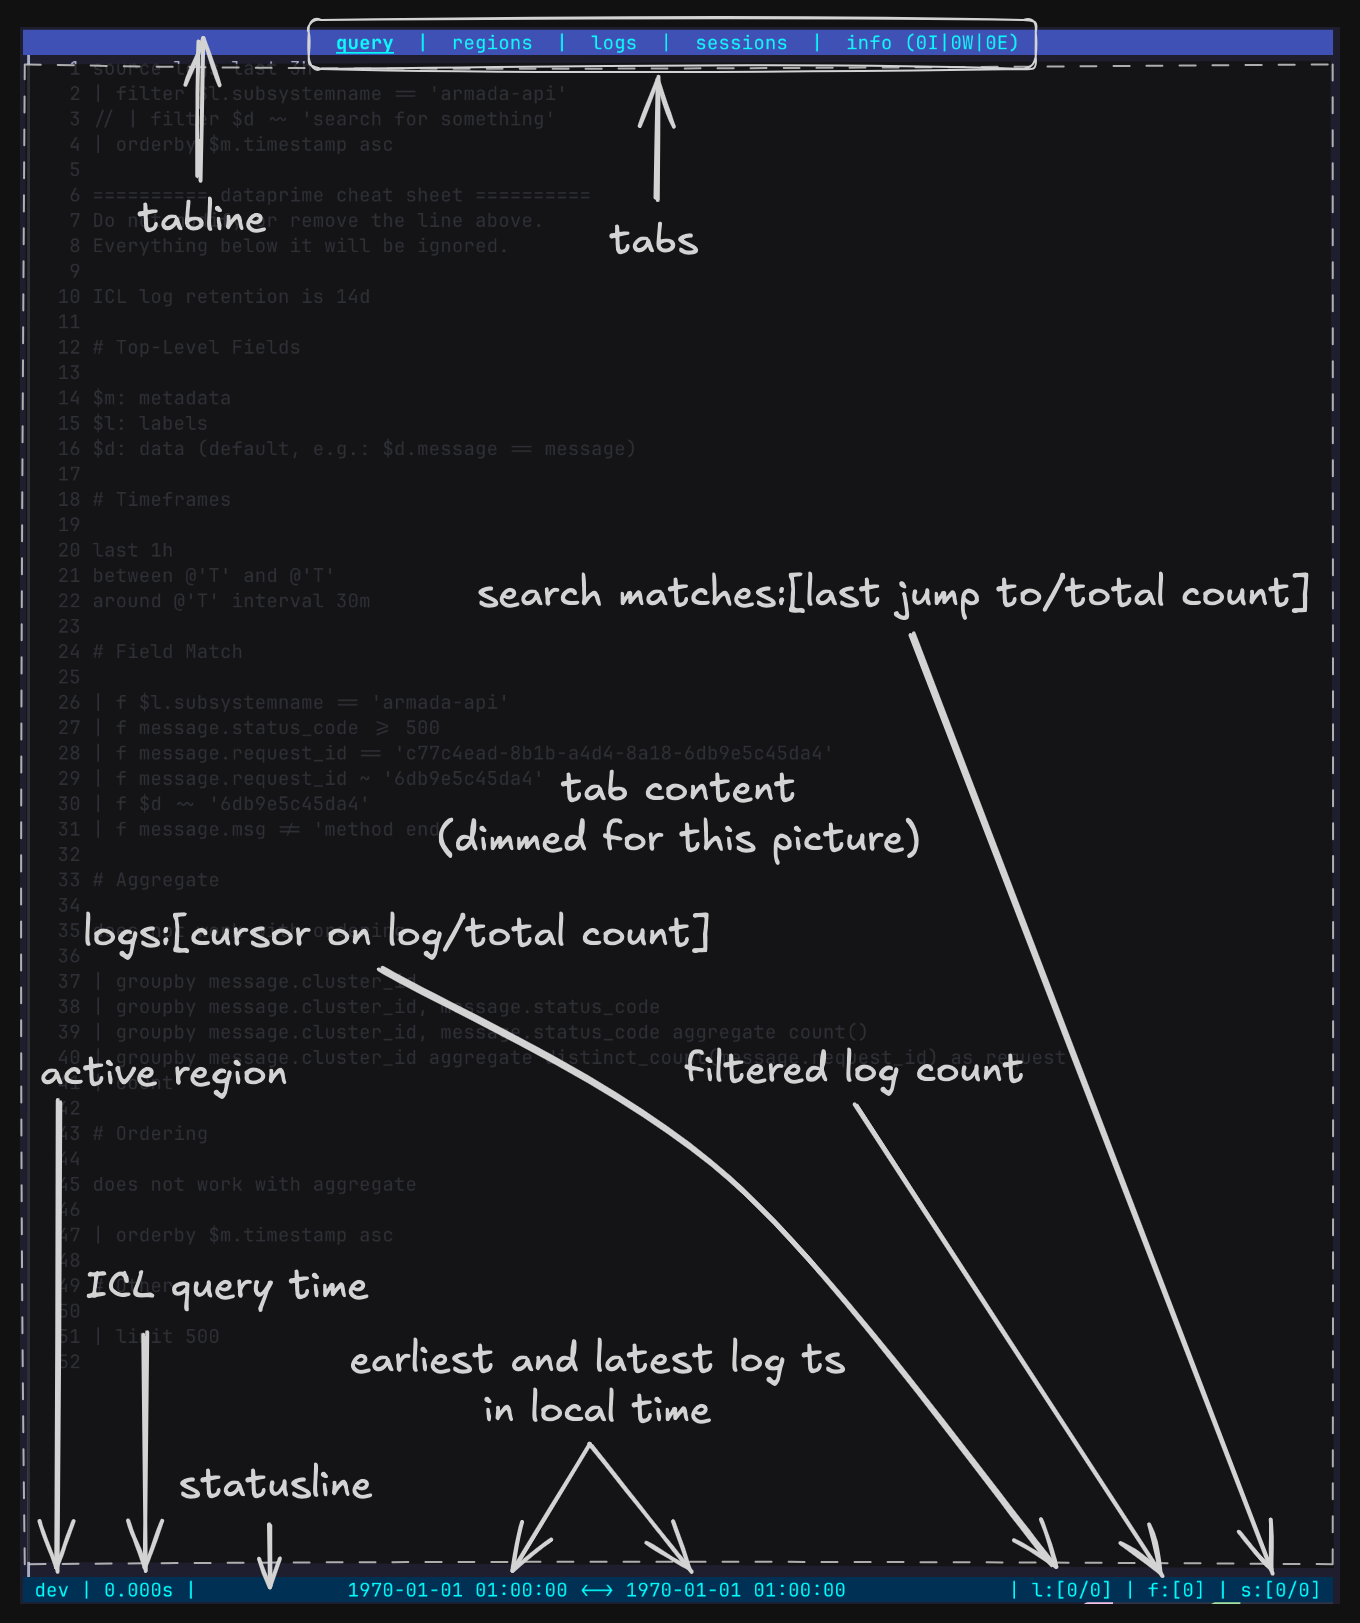 query | regions | logs | sessions | info (0I|0W|0E)
1 source logs last 3h
2 | filter $l.subsystemname == 'armada-api'
3 // | filter $d ~~ 'search for something'
4 | orderby $m.timestamp asc
5
6 ========== dataprime cheat sheet ==========
tabline
7 Do not remove the line above.
tabs
8 Everything below it will be ignored.
9
10 ICL log retention is 14d
11
12 # Top-Level Fields
13
14 $m: metadata
15 $l: labels
16 $d: data (default, e.g.: $d.message == message)
17
18 # Timeframes
19
20 last 1h
21 between @'T' and @'T'
search matches:[last jump to/total count]
22 around @'T' interval 30m
23
24 # Field Match
25
26 | f $l.subsystemname == 'armada-api'
27 | f message.status_code >= 500
28 | f message.request_id == 'c77c4ead-8b1b-a4d4-8a18-6db9e5c45da4'
29 | f message.request_id ~ '6db9e5c45da4'
tab content
30 | f $d ~~ '6db9e5c45da4'
31 | f message.msg != 'method end
(dimmed for this picture)
32
33 # Aggregate
34
35 does not work with ordering
logs:[cursor on log/total count]
36
37 | groupby message.cluster_id
38 | groupby message.cluster_id, message.status_code
39 | groupby message.cluster_id, message.status_code aggregate count()
40 | groupby message.cluster_id aggregate distinct_count(message.request_id) as request
active region
filtered log count
41 | count
42
43 # Ordering
44
45 does not work with aggregate
46
47 | orderby $m.timestamp asc
48
49 # Other
ICL query time
50
51 | limit 500
52
earliest and latest log ts
in local time
statusline
dev | 0.000s | 1970-01-01 01:00:00 <-> 1970-01-01 01:00:00 | l:[0/0] | f:[0] | s:[0/0]